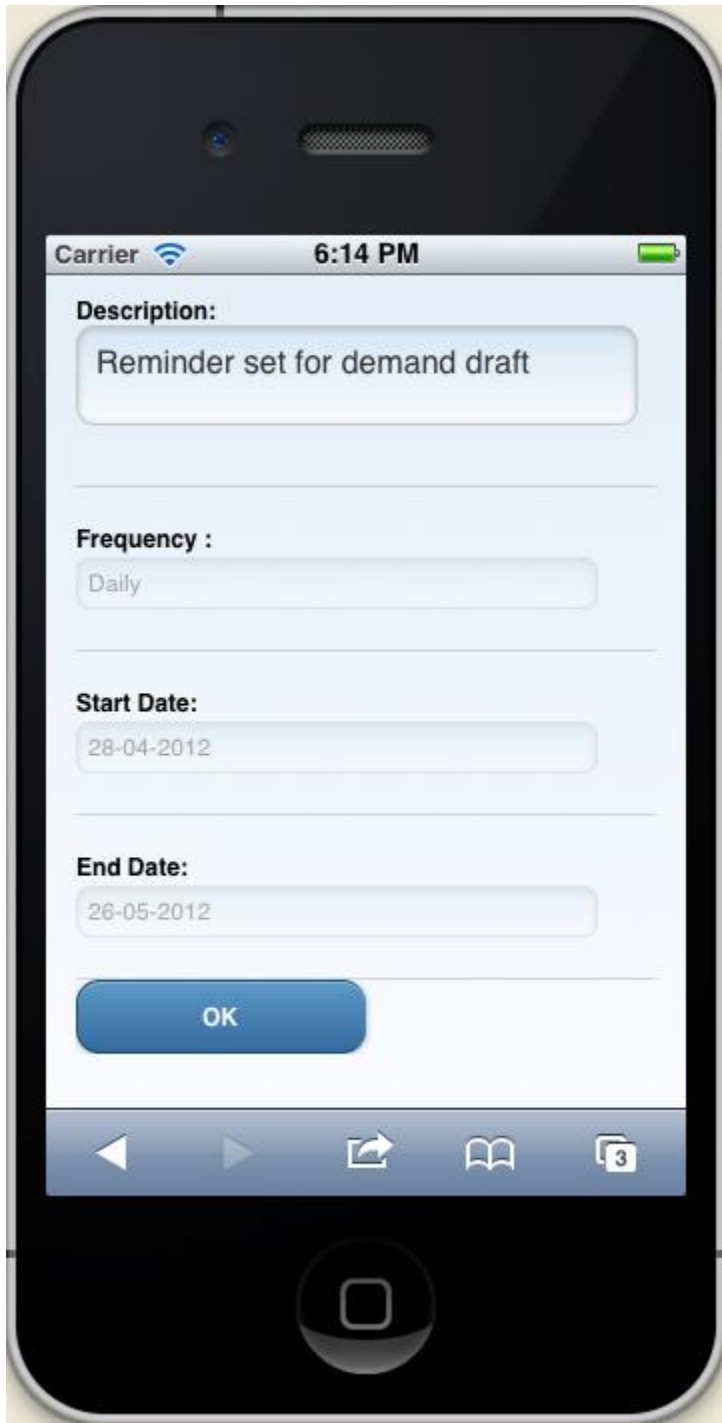 Carrier 6:14 PM
Description:
Reminder set for demand draft
Frequency :
Daily
Start Date:
28-04-2012
End Date:
26-05-2012
OK
3